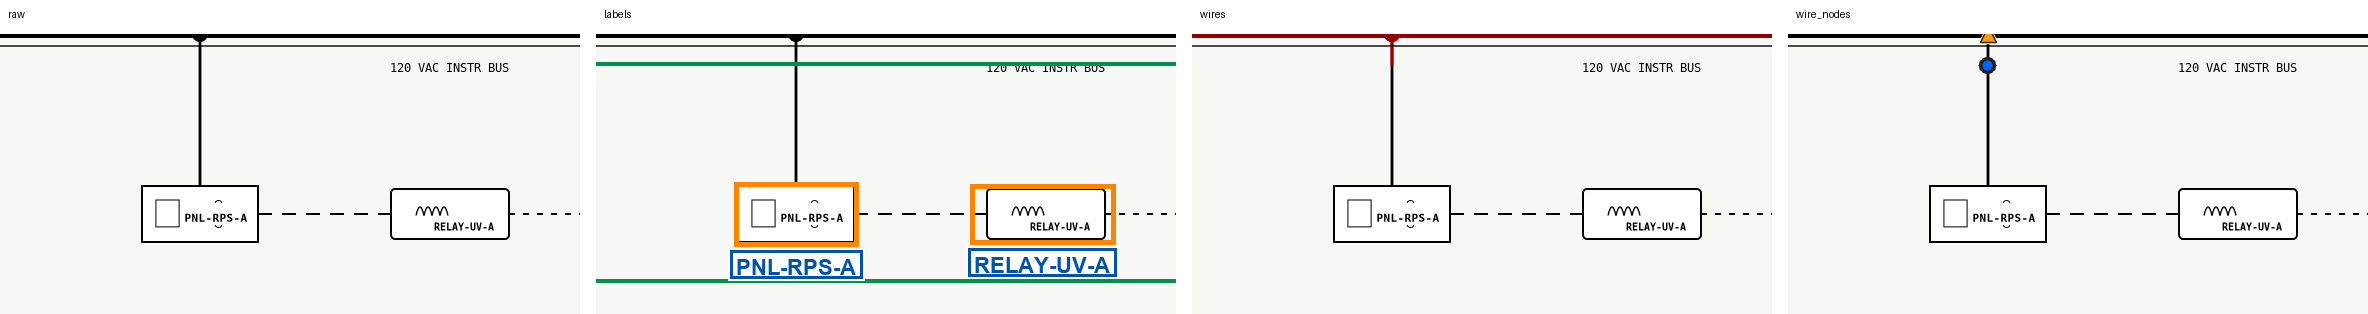 raw
labels
wires
wire_nodes
120 VAC INSTR BUS
120 VAC INSTR BUS
120 VAC INSTR BUS
120 VAC INSTR BUS
PNL-RPS-A
RELAY-UV-A
PNL-RPS-A
RELAY-UV-A
PNL-RPS-A
RELAY-UV-A
PNL-RPS-A
RELAY-UV-A
PNL-RPS-A
RELAY-UV-A